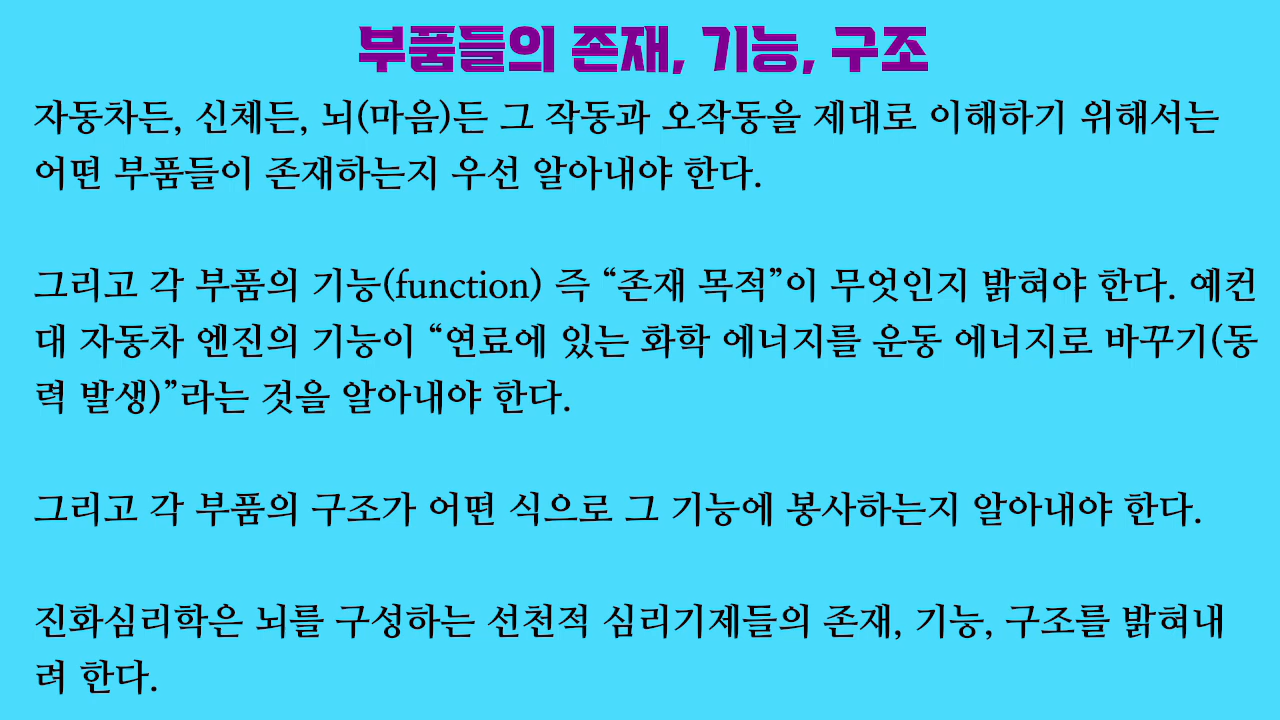 부품들의 존재, 기능, 구조
자동차든, 신체든, 뇌(마음)든 그 작동과 오작동을 제대로 이해하기 위해서는
어떤 부품들이 존재하는지 우선 알아내야 한다.
그리고 각 부품의 기능(function) 즉 “존재 목적”이 무엇인지 밝혀야 한다. 예컨
대 자동차 엔진의 기능이 “연료에 있는 화학 에너지를 운동 에너지로 바꾸기(동
력 발생)”라는 것을 알아내야 한다.
그리고 각 부품의 구조가 어떤 식으로 그 기능에 봉사하는지 알아내야 한다.
진화심리학은 뇌를 구성하는 선천적 심리기제들의 존재, 기능, 구조를 밝혀내
려 한다.